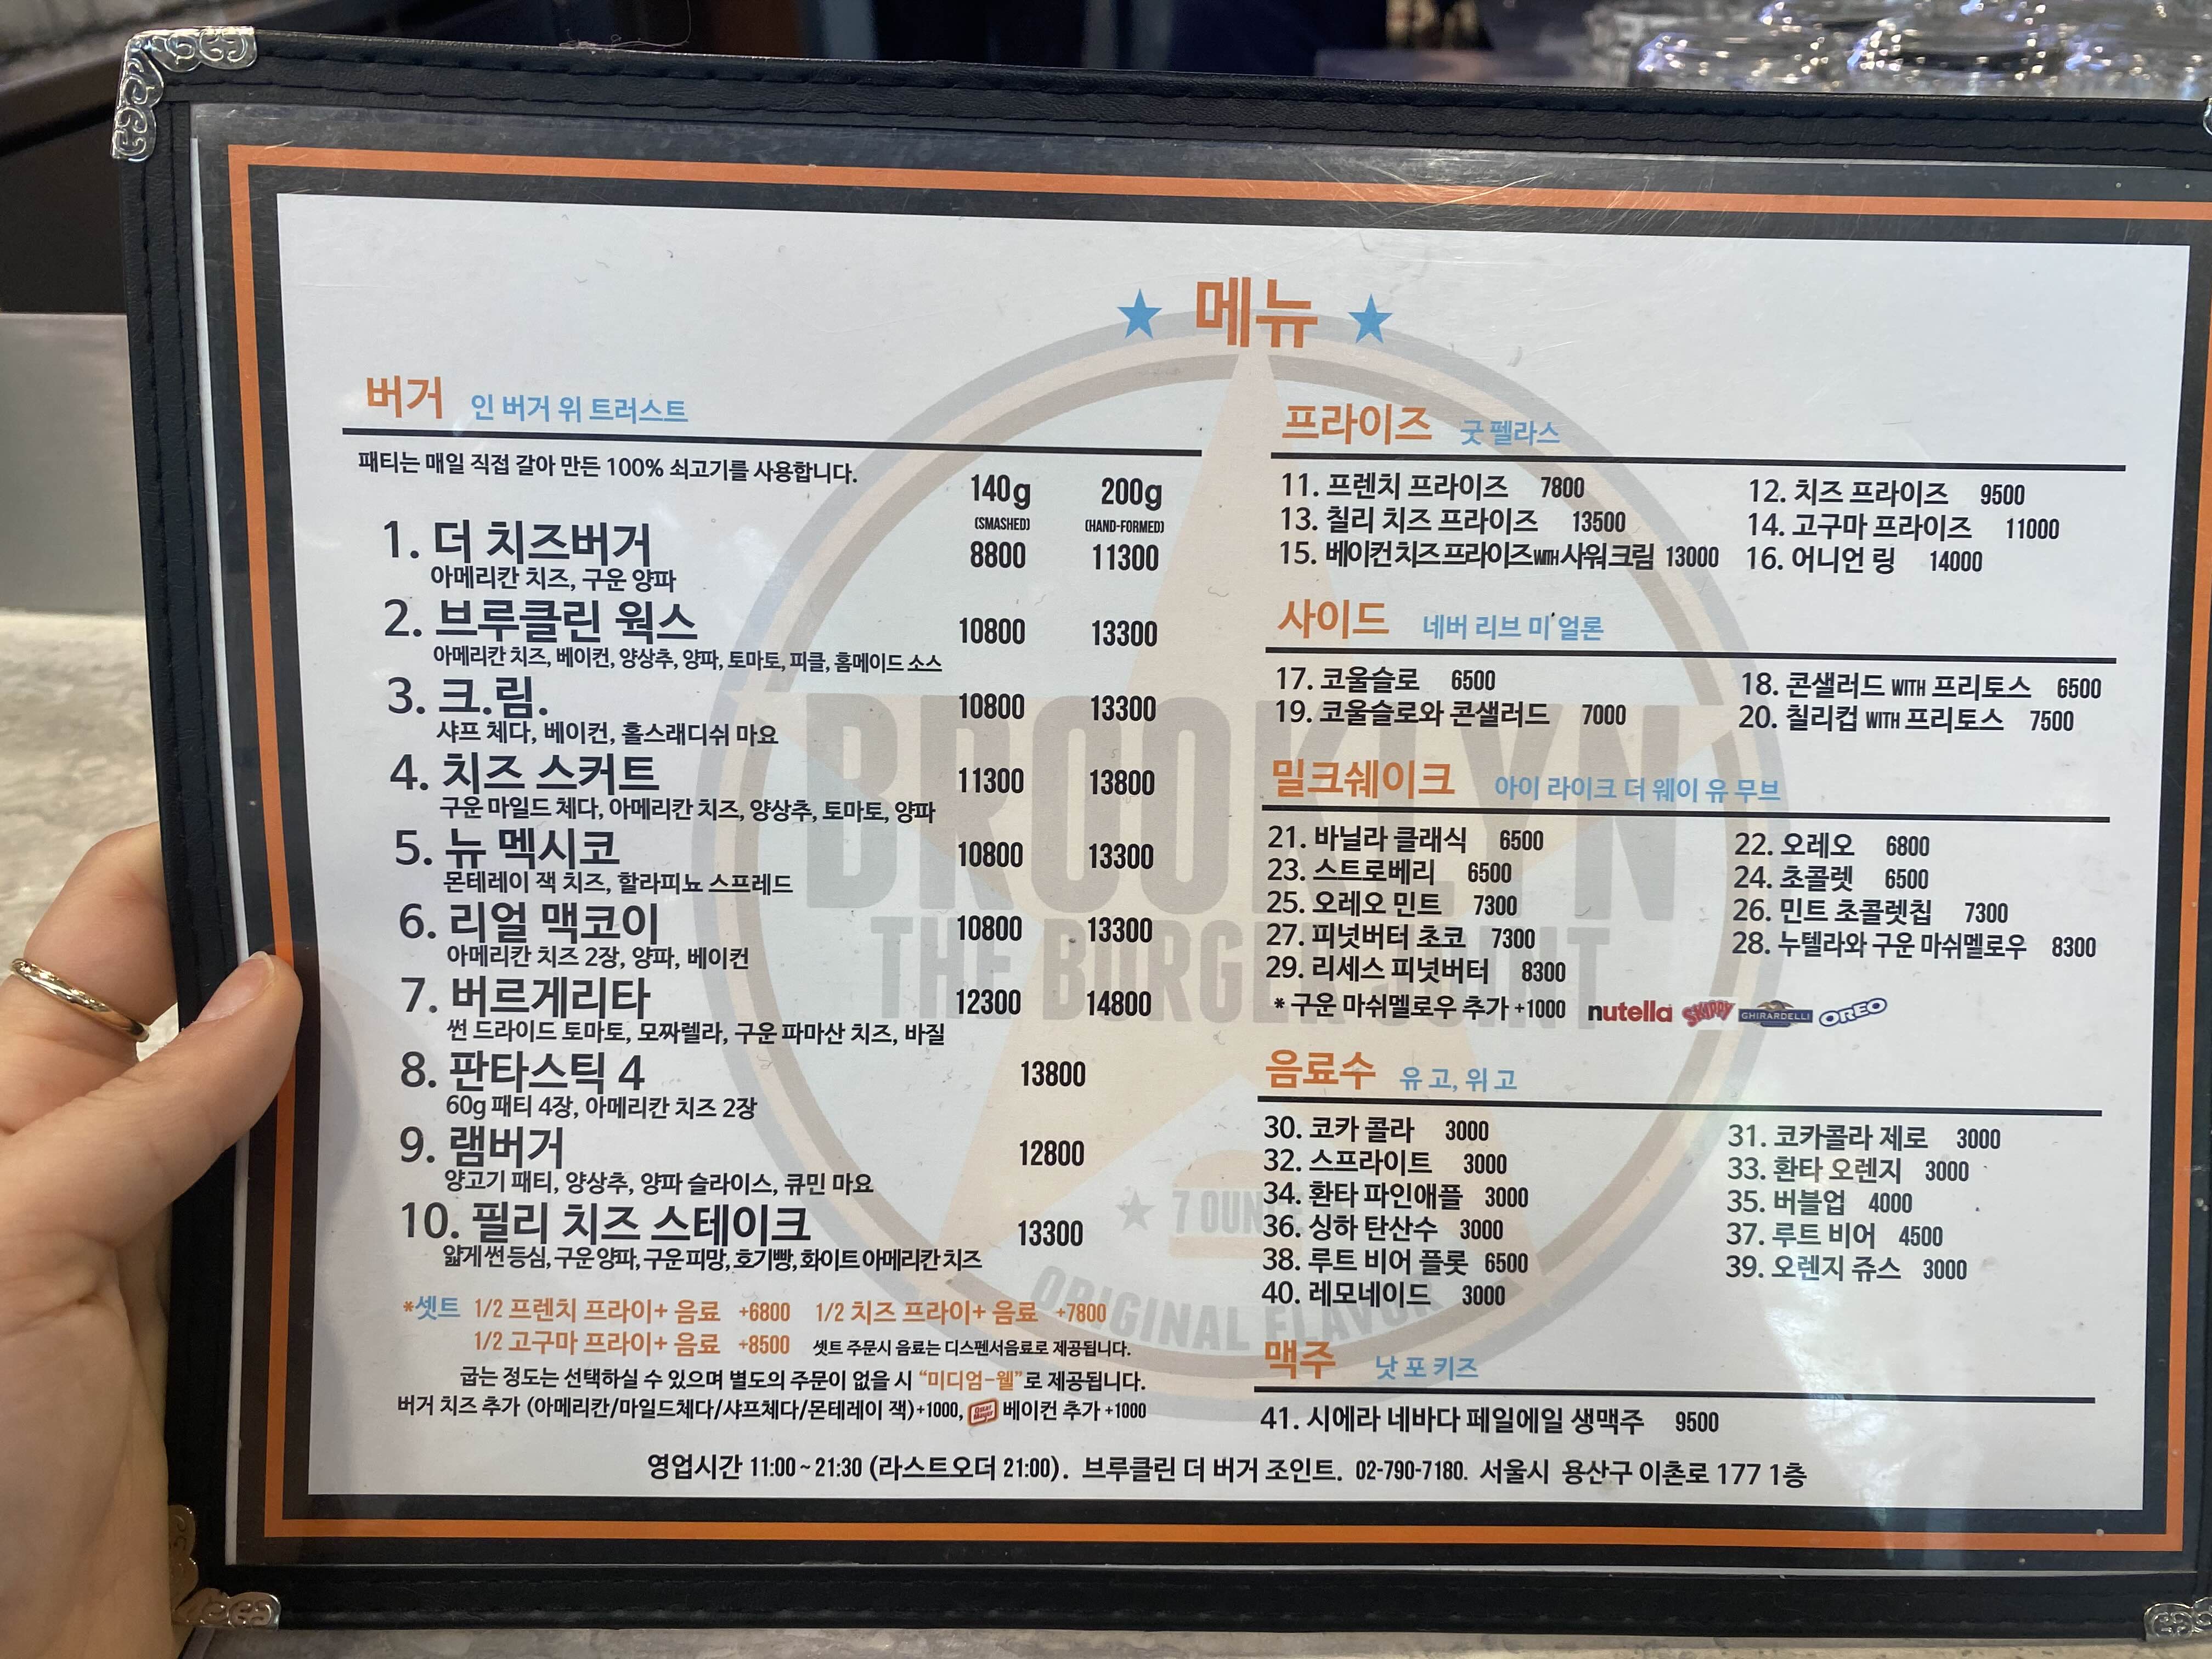 메뉴
버거 인 버거 위 트러스트
패티는 매일 직접 갈아 만든 100% 쇠고기를 사용합니다.
140g 200g
(SMASHED) (HAND-FORMED)
1. 더 치즈버거 8800 11300
아메리칸 치즈, 구운 양파
2. 브루클린 웍스 10800 13300
아메리칸 치즈, 베이컨, 양상추, 양파, 토마토, 피클, 홈메이드 소스
3. 크.림. 10800 13300
샤프 체다, 베이컨, 홀스래디쉬 마요
4. 치즈 스커트 11300 13800
구운 마일드 체다, 아메리칸 치즈, 양상추, 토마토, 양파
5. 뉴 멕시코 10800 13300
몬테레이 잭 치즈, 할라피뇨 스프레드
6. 리얼 맥코이 10800 13300
아메리칸 치즈 2장, 양파, 베이컨
7. 버르게리타 12300 14800
썬 드라이드 토마토, 모짜렐라, 구운 파마산 치즈, 바질
8. 판타스틱 4 13800
60g 패티 4장, 아메리칸 치즈 2장
9. 램버거 12800
양고기 패티, 양상추, 양파 슬라이스, 큐민 마요
10. 필리 치즈 스테이크 13300
얇게 썬 등심, 구운 양파, 구운 피망, 호기빵, 화이트 아메리칸 치즈
*셋트 1/2 프렌치 프라이+ 음료 +6800 1/2 치즈 프라이+ 음료 +7800
1/2 고구마 프라이+ 음료 +8500 셋트 주문시 음료는 디스펜서음료로 제공됩니다.
굽는 정도는 선택하실 수 있으며 별도의 주문이 없을 시 “미디엄-웰”로 제공됩니다.
버거 치즈 추가 (아메리칸/마일드체다/샤프체다/몬테레이 잭)+1000, Oscar Mayer 베이컨 추가 +1000
프라이즈 굿 펠라스
11. 프렌치 프라이즈 7800 12. 치즈 프라이즈 9500
13. 칠리 치즈 프라이즈 13500 14. 고구마 프라이즈 11000
15. 베이컨치즈프라이즈WITH사워크림 13000 16. 어니언 링 14000
사이드 네버 리브 미 얼론
17. 코울슬로 6500 18. 콘샐러드 WITH 프리토스 6500
19. 코울슬로와 콘샐러드 7000 20. 칠리컵 WITH 프리토스 7500
밀크쉐이크 아이 라이크 더 웨이 유 무브
21. 바닐라 클래식 6500 22. 오레오 6800
23. 스트로베리 6500 24. 초콜렛 6500
25. 오레오 민트 7300 26. 민트 초콜렛칩 7300
27. 피넛버터 초코 7300 28. 누텔라와 구운 마쉬멜로우 8300
29. 리세스 피넛버터 8300
* 구운 마쉬멜로우 추가 +1000 nutella SKIPPY GHIRARDELLI OREO
음료수 유 고, 위 고
30. 코카 콜라 3000 31. 코카콜라 제로 3000
32. 스프라이트 3000 33. 환타 오렌지 3000
34. 환타 파인애플 3000 35. 버블업 4000
36. 싱하 탄산수 3000 37. 루트 비어 4500
38. 루트 비어 플롯 6500 39. 오렌지 쥬스 3000
40. 레모네이드 3000
맥주 낫 포 키즈
41. 시에라 네바다 페일에일 생맥주 9500
영업시간 11:00 ~ 21:30 (라스트오더 21:00). 브루클린 더 버거 조인트. 02-790-7180. 서울시 용산구 이촌로 177 1층
BROOKLYN
THE BURGER JOINT
7 OUNCE
ORIGINAL FLAVOR